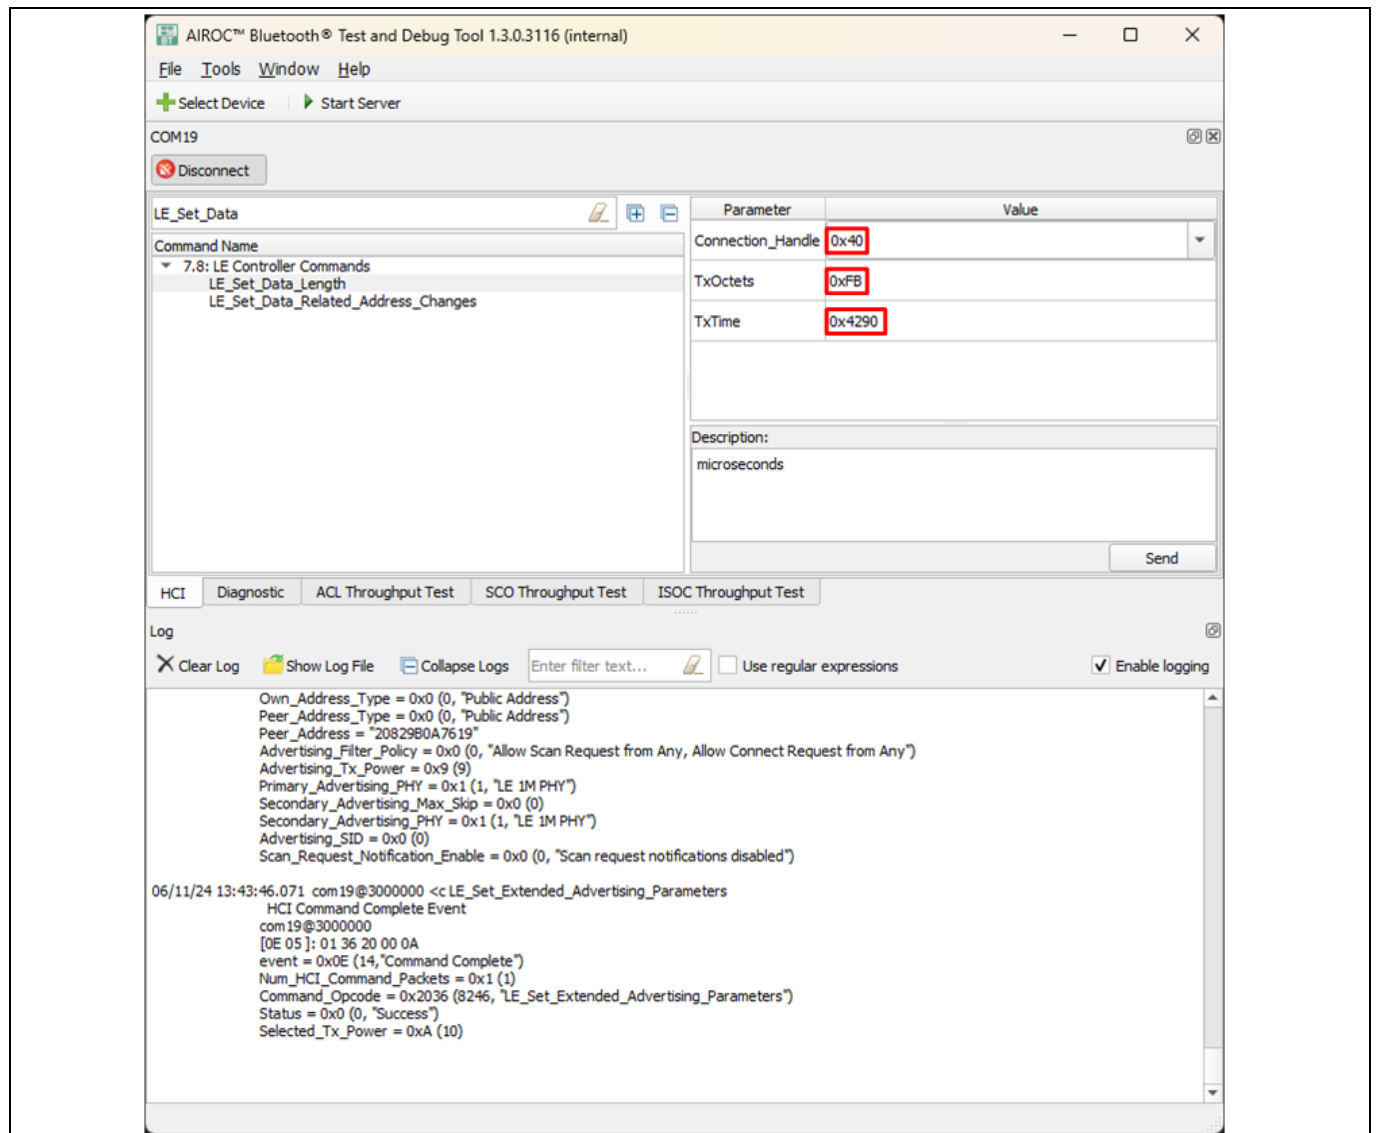 AIROC™ Bluetooth® Test and Debug Tool 1.3.0.3116 (internal)
File Tools Window Help
Select Device Start Server
COM19
Disconnect
LE_Set_Data
Command Name
7.8: LE Controller Commands
LE_Set_Data_Length
LE_Set_Data_Related_Address_Changes
Parameter Value
Connection_Handle 0x40
TxOctets 0xFB
TxTime 0x4290
Description:
microseconds
Send
HCI Diagnostic ACL Throughput Test SCO Throughput Test ISOC Throughput Test
Log
Clear Log Show Log File Collapse Logs Enter filter text... Use regular expressions Enable logging
Own_Address_Type = 0x0 (0, "Public Address")
Peer_Address_Type = 0x0 (0, "Public Address")
Peer_Address = "20829B0A7619"
Advertising_Filter_Policy = 0x0 (0, "Allow Scan Request from Any, Allow Connect Request from Any")
Advertising_Tx_Power = 0x9 (9)
Primary_Advertising_PHY = 0x1 (1, "LE 1M PHY")
Secondary_Advertising_Max_Skip = 0x0 (0)
Secondary_Advertising_PHY = 0x1 (1, "LE 1M PHY")
Advertising_SID = 0x0 (0)
Scan_Request_Notification_Enable = 0x0 (0, "Scan request notifications disabled")
06/11/24 13:43:46.071 com19@3000000 <c LE_Set_Extended_Advertising_Parameters
HCI Command Complete Event
com19@3000000
[0E 05 ]: 01 36 20 00 0A
event = 0x0E (14,"Command Complete")
Num_HCI_Command_Packets = 0x1 (1)
Command_Opcode = 0x2036 (8246, "LE_Set_Extended_Advertising_Parameters")
Status = 0x0 (0, "Success")
Selected_Tx_Power = 0xA (10)